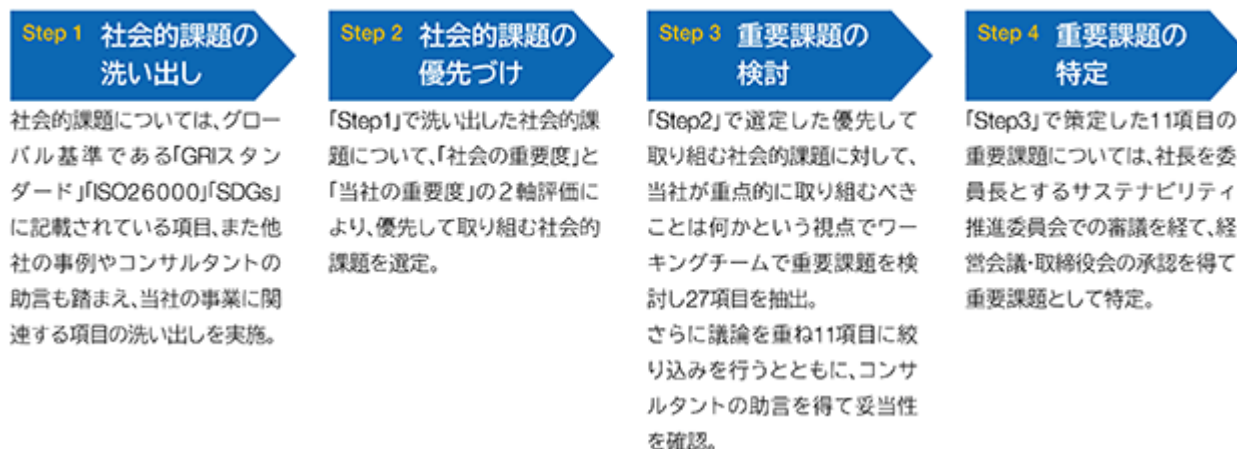 Step 1 社会的課題の
洗い出し
社会的課題については、グロー
バル基準である「GRIスタン
ダード」「ISO26000」「SDGs」
に記載されている項目、また他
社の事例やコンサルタントの
助言も踏まえ、当社の事業に関
連する項目の洗い出しを実施。
Step 2 社会的課題の
優先づけ
「Step1」で洗い出した社会的課
題について、「社会の重要度」と
「当社の重要度」の2軸評価に
より、優先して取り組む社会的
課題を選定。
Step 3 重要課題の
検討
「Step2」で選定した優先して
取り組む社会的課題に対して、
当社が重点的に取り組むべき
ことは何かという視点でワー
キングチームで重要課題を検
討し27項目を抽出。
さらに議論を重ね11項目に絞
り込みを行うとともに、コンサ
ルタントの助言を得て妥当性
を確認。
Step 4 重要課題の
特定
「Step3」で策定した11項目の
重要課題については、社長を委
員長とするサステナビリティ
推進委員会での審議を経て、経
営会議・取締役会の承認を得て
重要課題として特定。